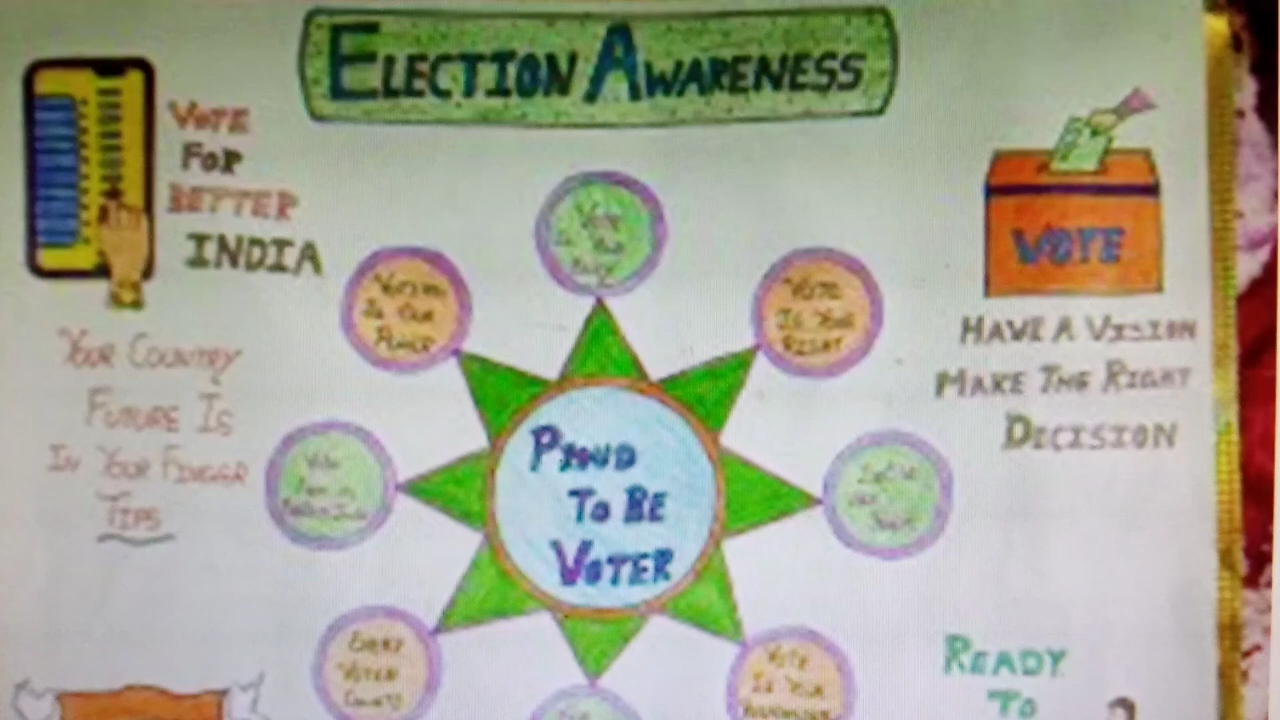 ELECTION AWARENESS
VOTE
FOR
BETTER
INDIA
VOTE
HAVE A VISION
MAKE THE RIGHT
DECISION
YOUR COUNTRY
FUTURE IS
IN YOUR FINGER
TIPS
VOTE
IS YOUR
RIGHT
VOTING
IS OUR
PROUD
TO BE
VOTER
EVERY
VOTER
COUNTS
VOTE
IS YOUR
READY
TO